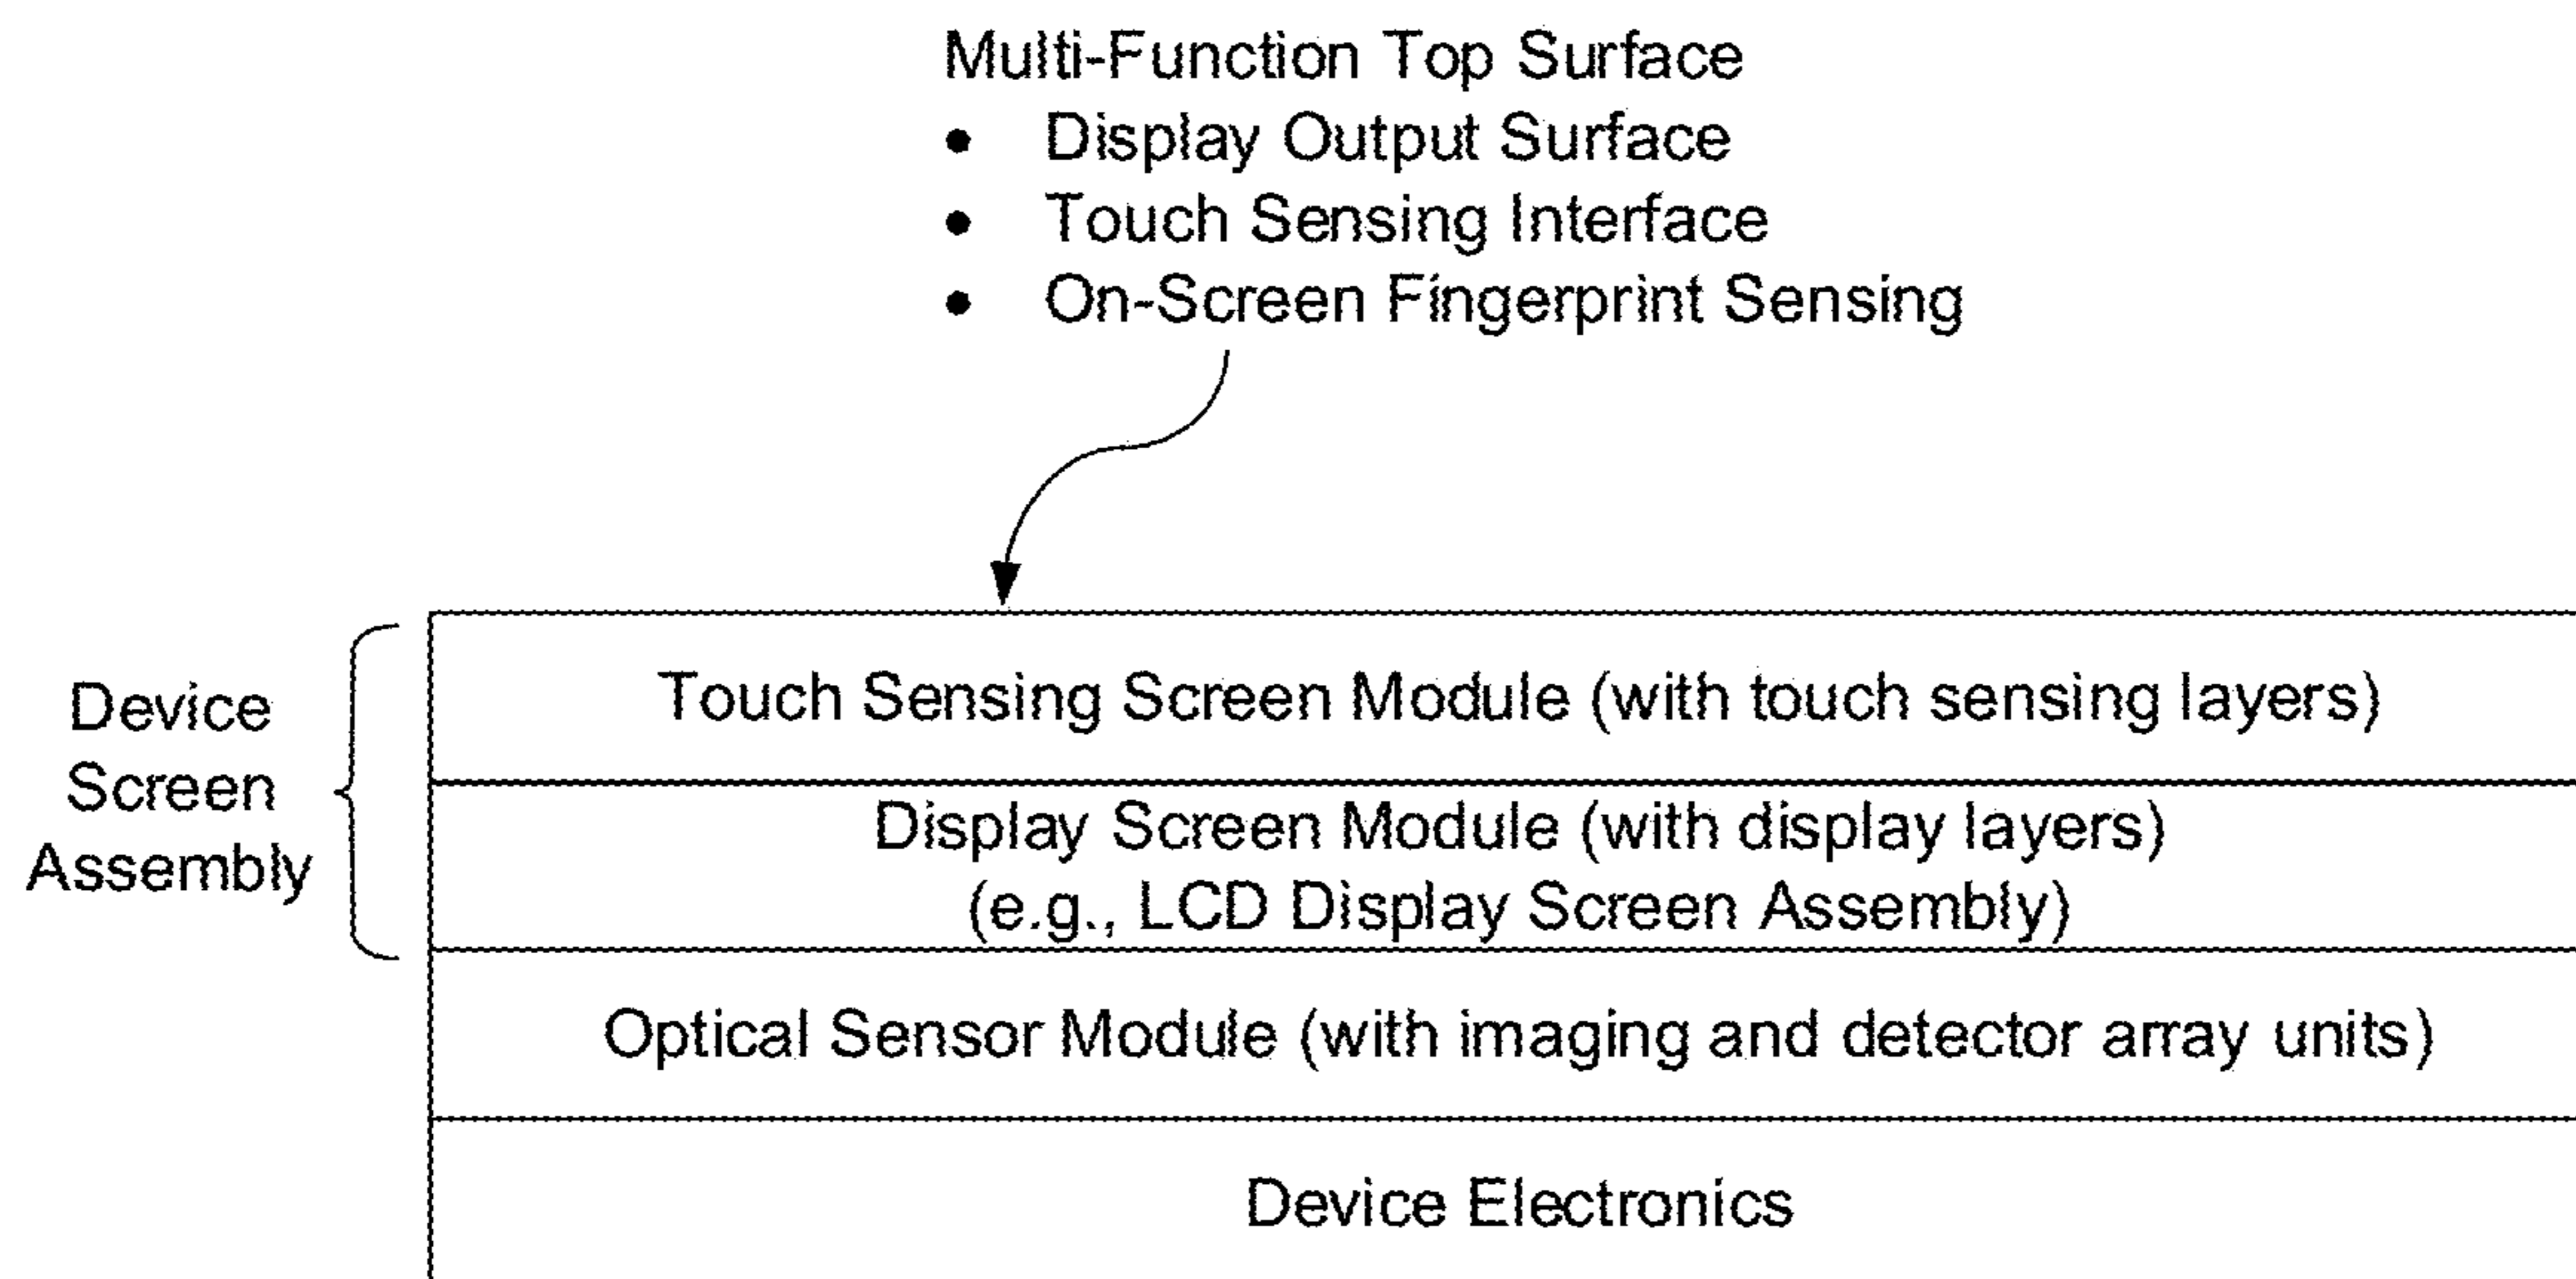 Multi-Function Top Surface
• Display Output Surface
• Touch Sensing Interface
• On-Screen Fingerprint Sensing
Device
Screen
Assembly
Touch Sensing Screen Module (with touch sensing layers)
Display Screen Module (with display layers)
(e.g., LCD Display Screen Assembly)
Optical Sensor Module (with imaging and detector array units)
Device Electronics